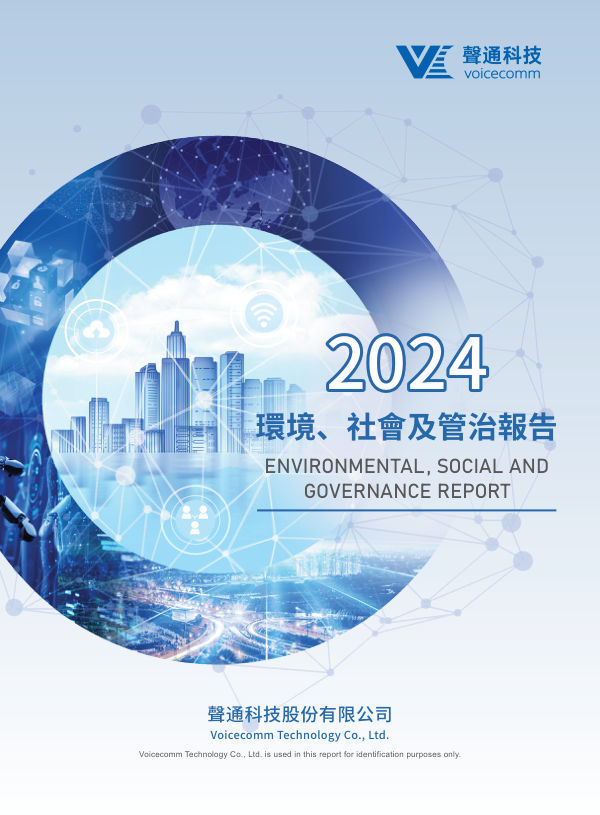 聲通科技
voicecomm
2024
環境、社會及管治報告
ENVIRONMENTAL, SOCIAL AND
GOVERNANCE REPORT
聲通科技股份有限公司
Voicecomm Technology Co., Ltd.
Voicecomm Technology Co., Ltd. is used in this report for identification purposes only.